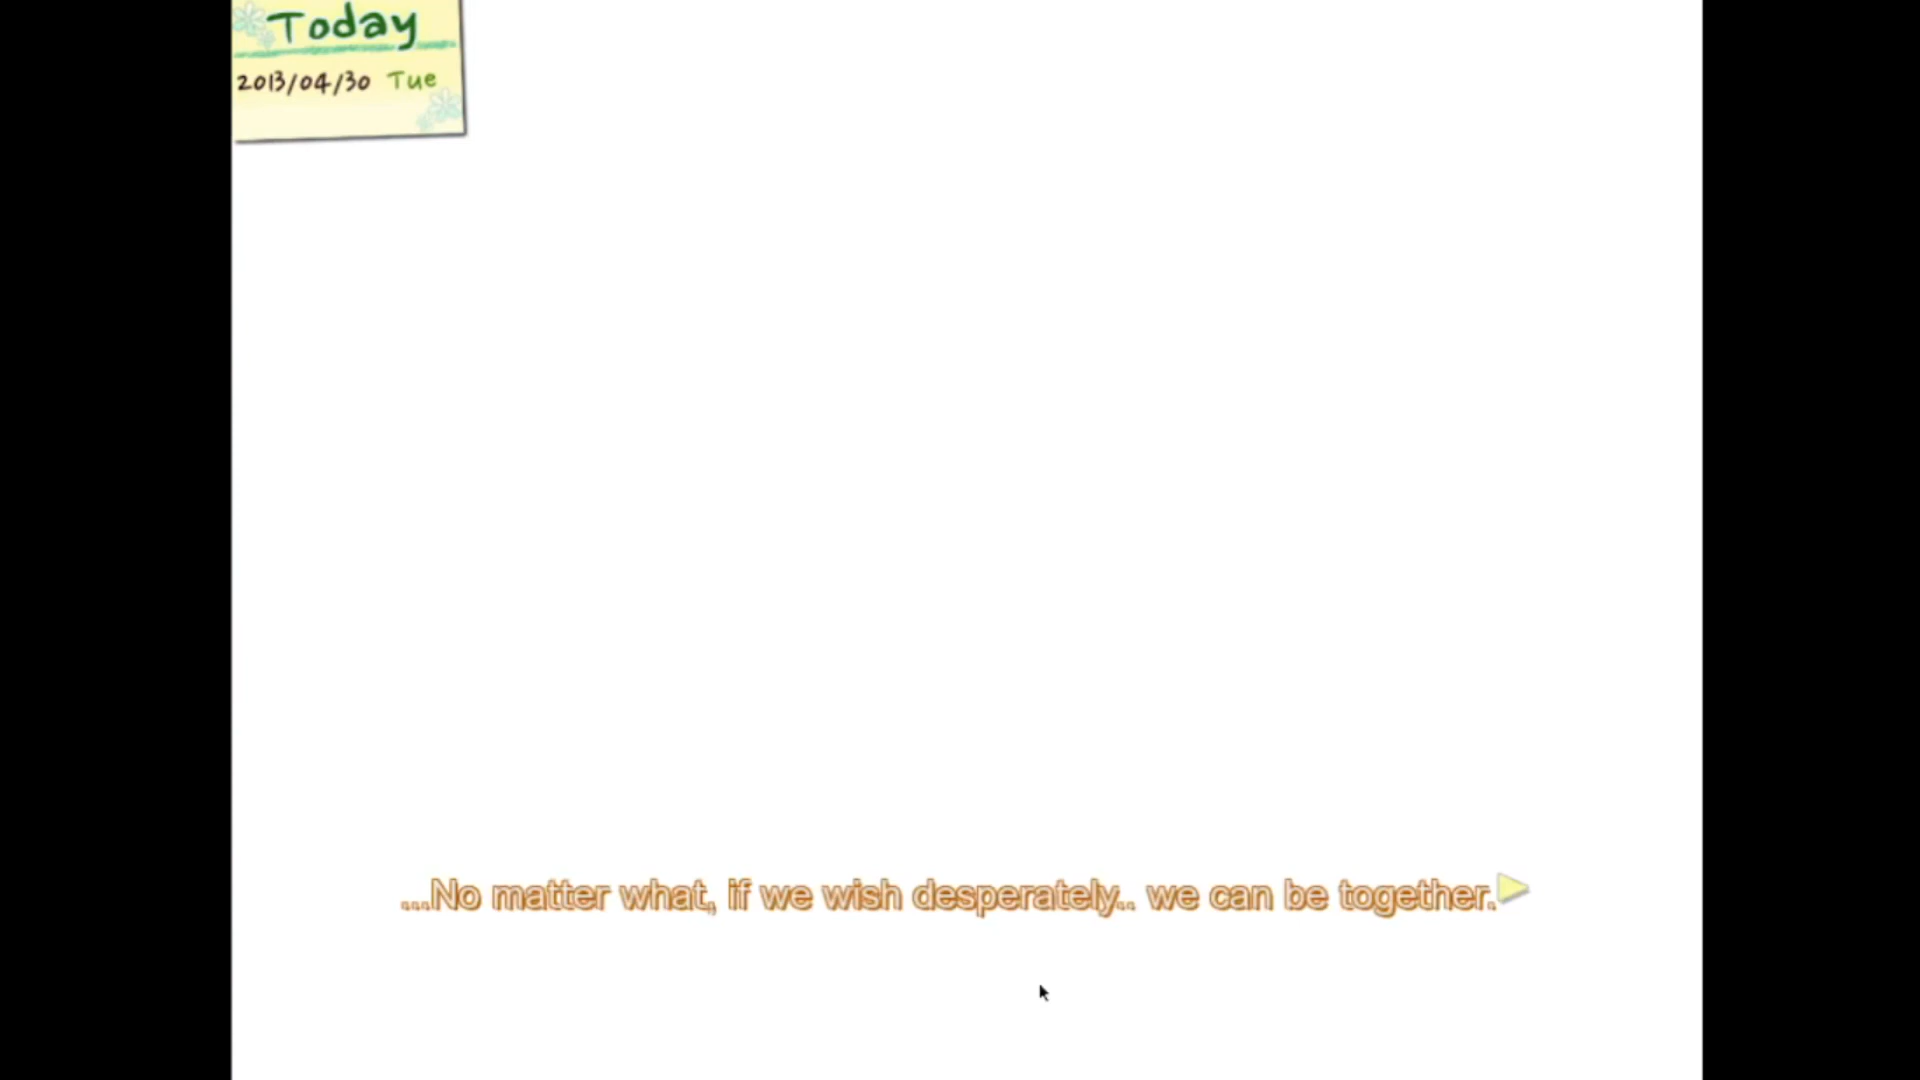 Today
2013/04/30 Tue
...No matter what, if we wish desperately.. we can be together.